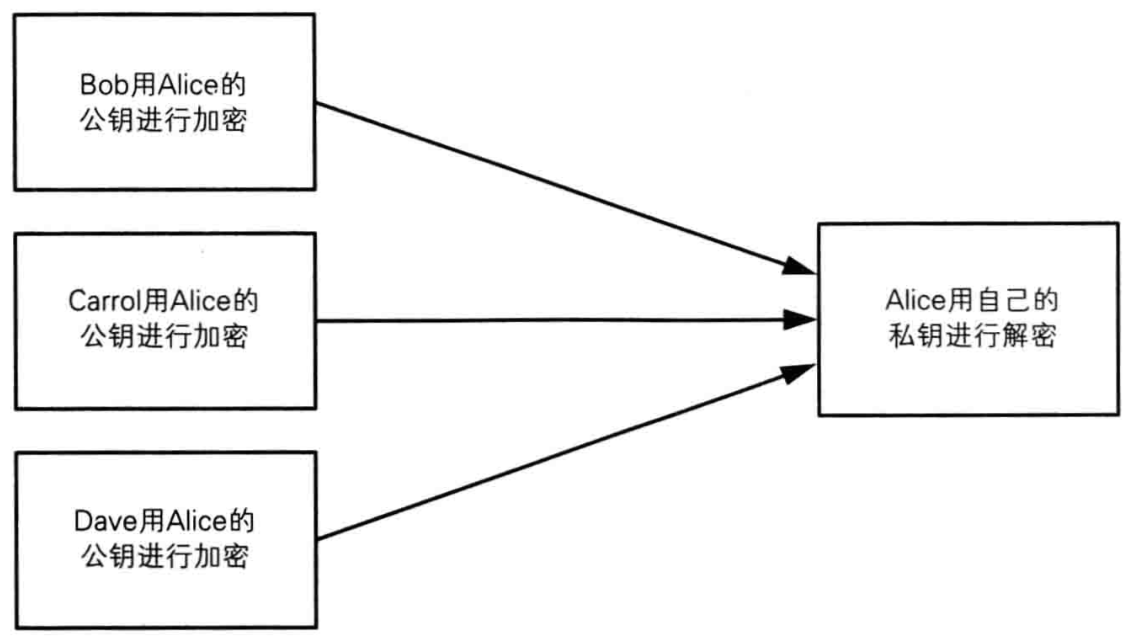 Bob用Alice的
公钥进行加密
Carrol用Alice的
公钥进行加密
Dave用Alice的
公钥进行加密
Alice用自己的
私钥进行解密